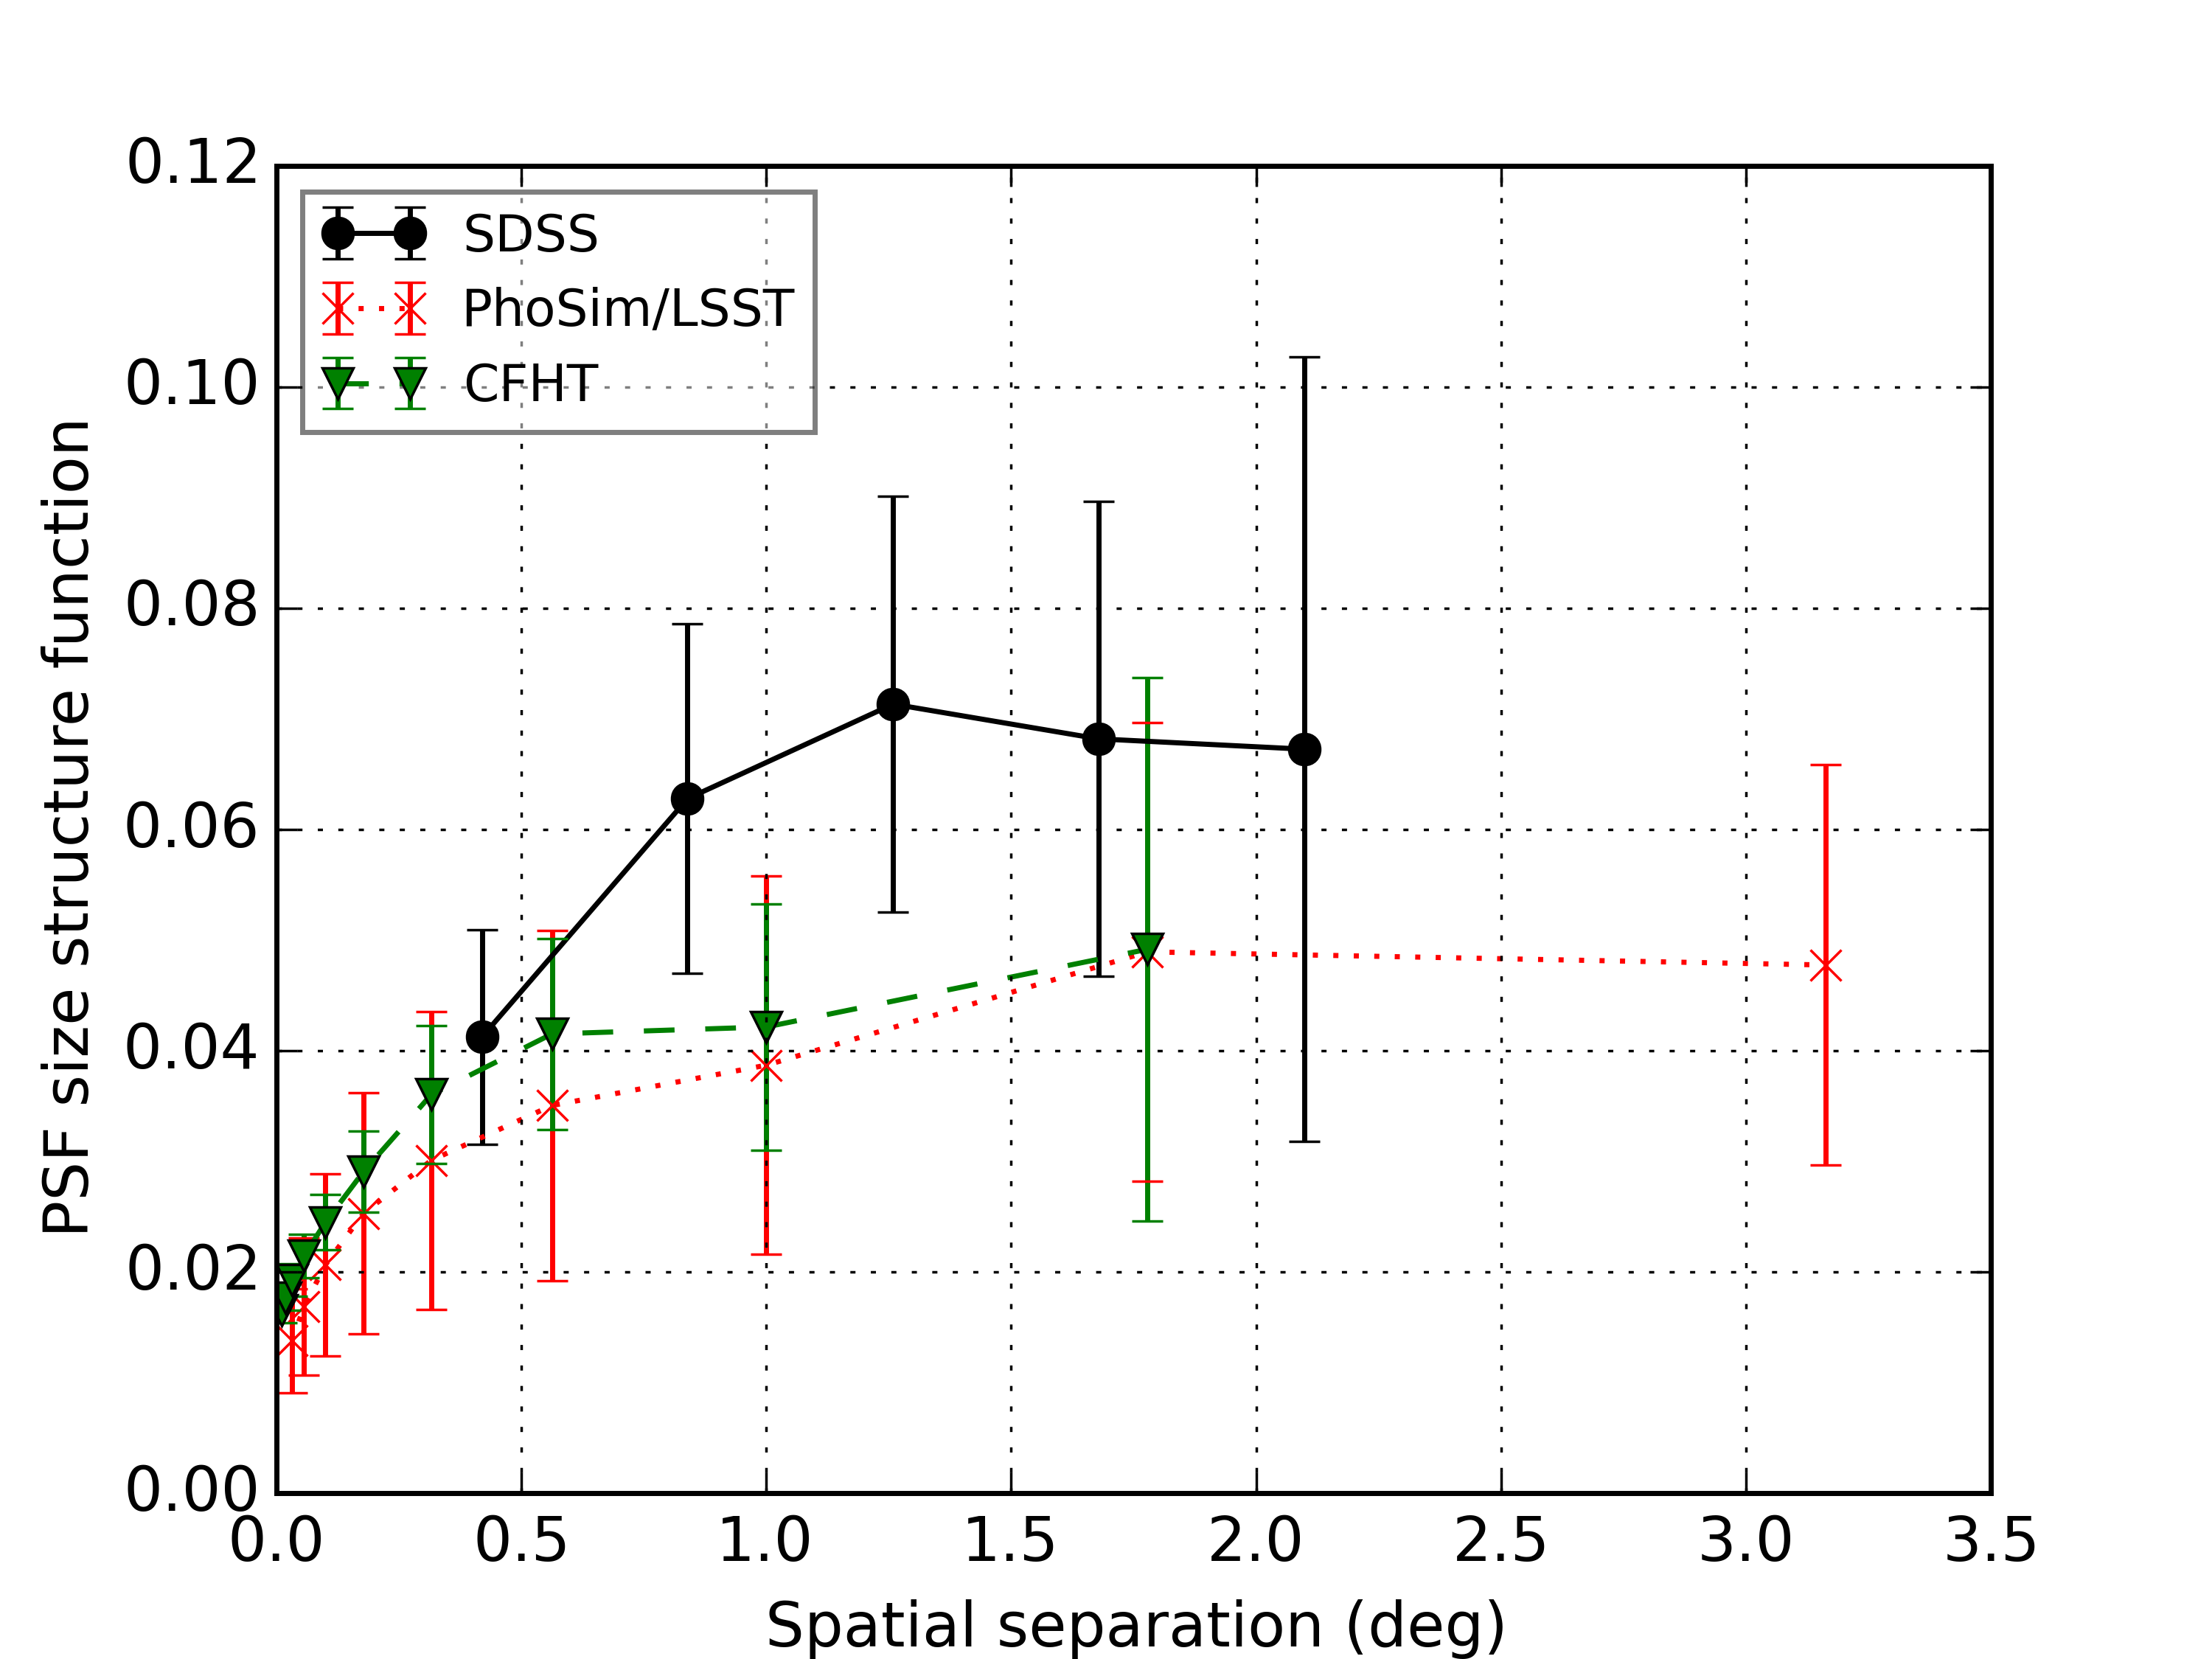 0.12
0.10
0.08
0.06
0.04
0.02
0.00
PSF size structure function
SDSS
PhoSim/LSST
CFHT
0.0 0.5 1.0 1.5 2.0 2.5 3.0 3.5
Spatial separation (deg)